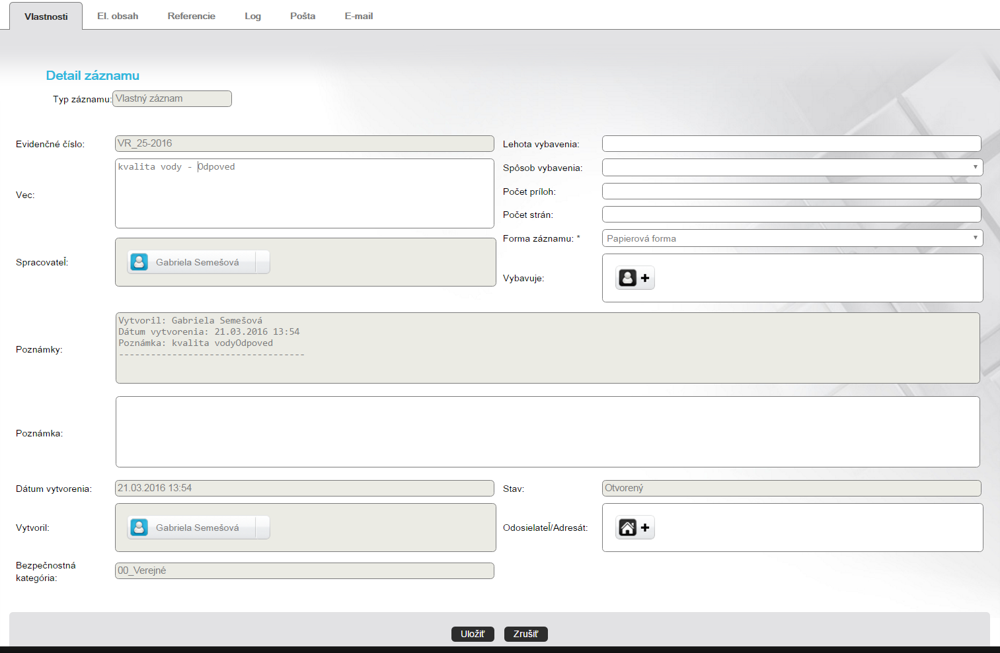 Vlastnosti El. obsah Referencie Log Pošta E-mail
Detail záznamu
Typ záznamu: Vlastný záznam
Evidenčné číslo: VR_25-2016
Lehota vybavenia:
Vec: kvalita vody - Odpoved
Spôsob vybavenia:
Počet príloh:
Počet strán:
Forma záznamu: * Papierová forma
Spracovateľ: Gabriela Semešová
Vybavuje: +
Poznámky:
Vytvoril: Gabriela Semešová
Dátum vytvorenia: 21.03.2016 13:54
Poznámka: kvalita vodyOdpoved
-----------------------------------
Poznámka:
Dátum vytvorenia: 21.03.2016 13:54
Stav: Otvorený
Vytvoril: Gabriela Semešová
Odosielateľ/Adresát: +
Bezpečnostná
kategória: 00_Verejné
Uložiť Zrušiť